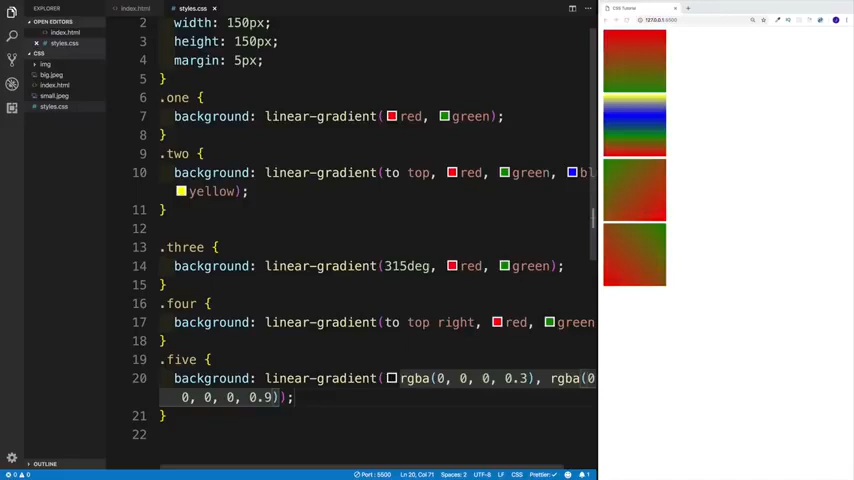 EXPLORER
OPEN EDITORS
index.html
styles.css
CSS
img
big.jpeg
index.html
small.jpeg
styles.css
OUTLINE
index.html
styles.css
2 width: 150px;
3 height: 150px;
4 margin: 5px;
5 }
6 .one {
7 background: linear-gradient(red, green);
8 }
9 .two {
10 background: linear-gradient(to top, red, green, bl
yellow);
11 }
12
13 .three {
14 background: linear-gradient(315deg, red, green);
15 }
16 .four {
17 background: linear-gradient(to top right, red, green
18 }
19 .five {
20 background: linear-gradient(rgba(0, 0, 0, 0.3), rgba(0
0, 0, 0, 0.9));
21 }
22
0 0
Port : 5500
Ln 20, Col 71
Spaces: 2
UTF-8
LF
CSS
Prettier
1
CSS Tutorial
127.0.0.1:5500